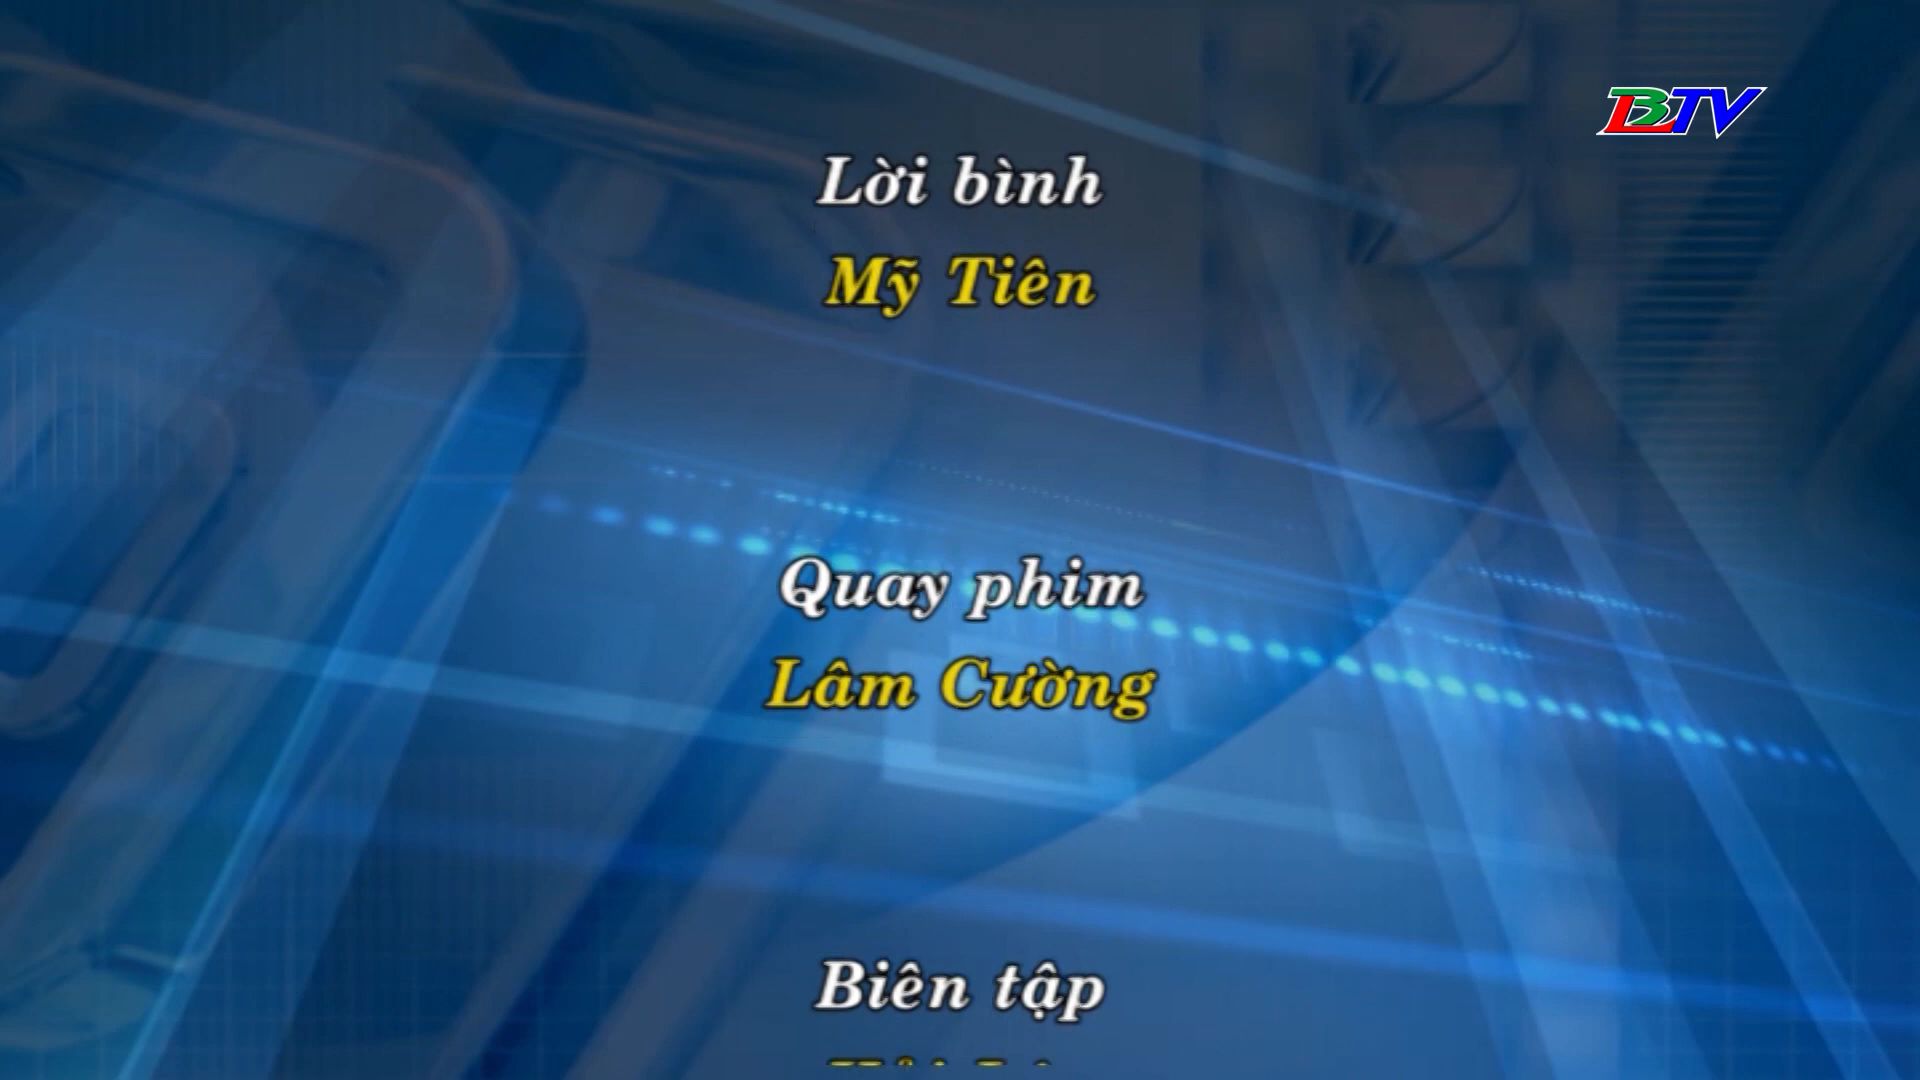 BTV
Lời bình
Mỹ Tiên
Quay phim
Lâm Cường
Biên tập